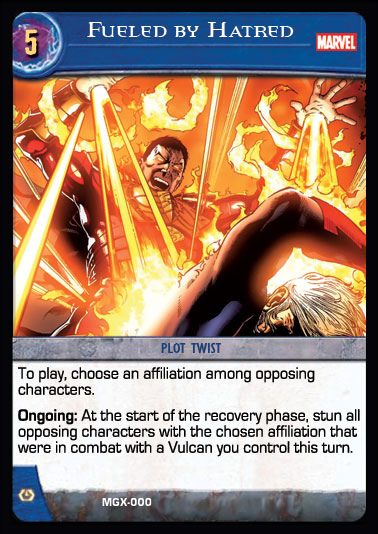 Fueled by Hatred
5
MARVEL
PLOT TWIST
To play, choose an affiliation among opposing
characters.
Ongoing: At the start of the recovery phase, stun all
opposing characters with the chosen affiliation that
were in combat with a Vulcan you control this turn.
MGX-000